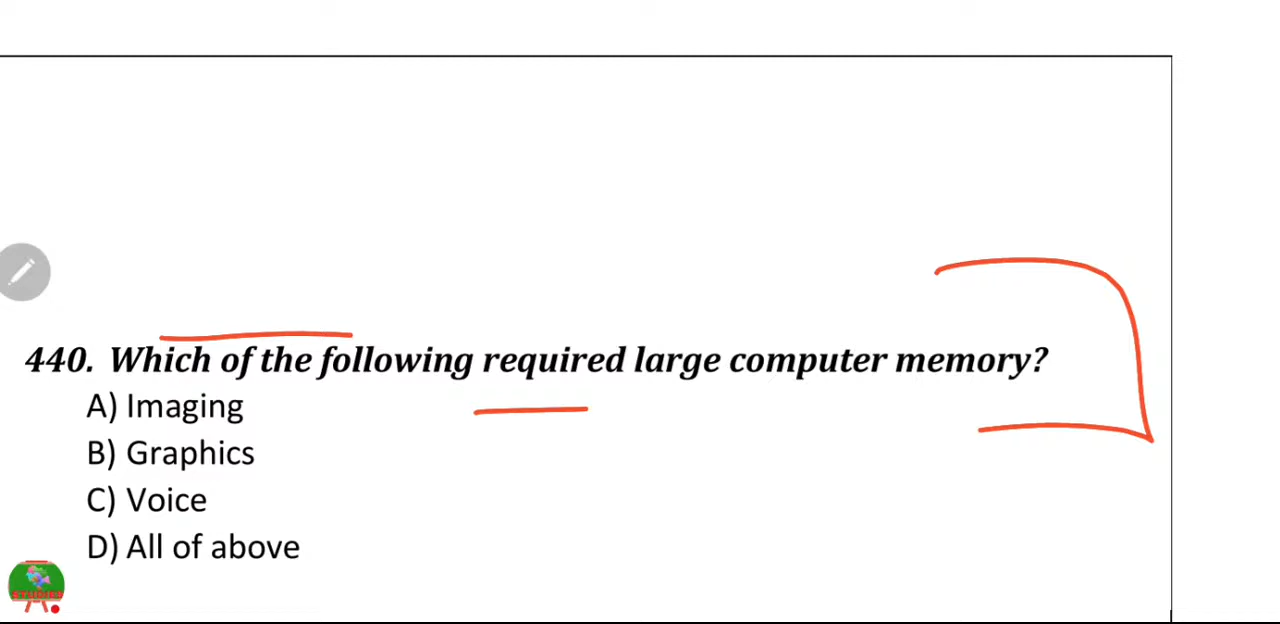 440. Which of the following required large computer memory?
A) Imaging
B) Graphics
C) Voice
D) All of above